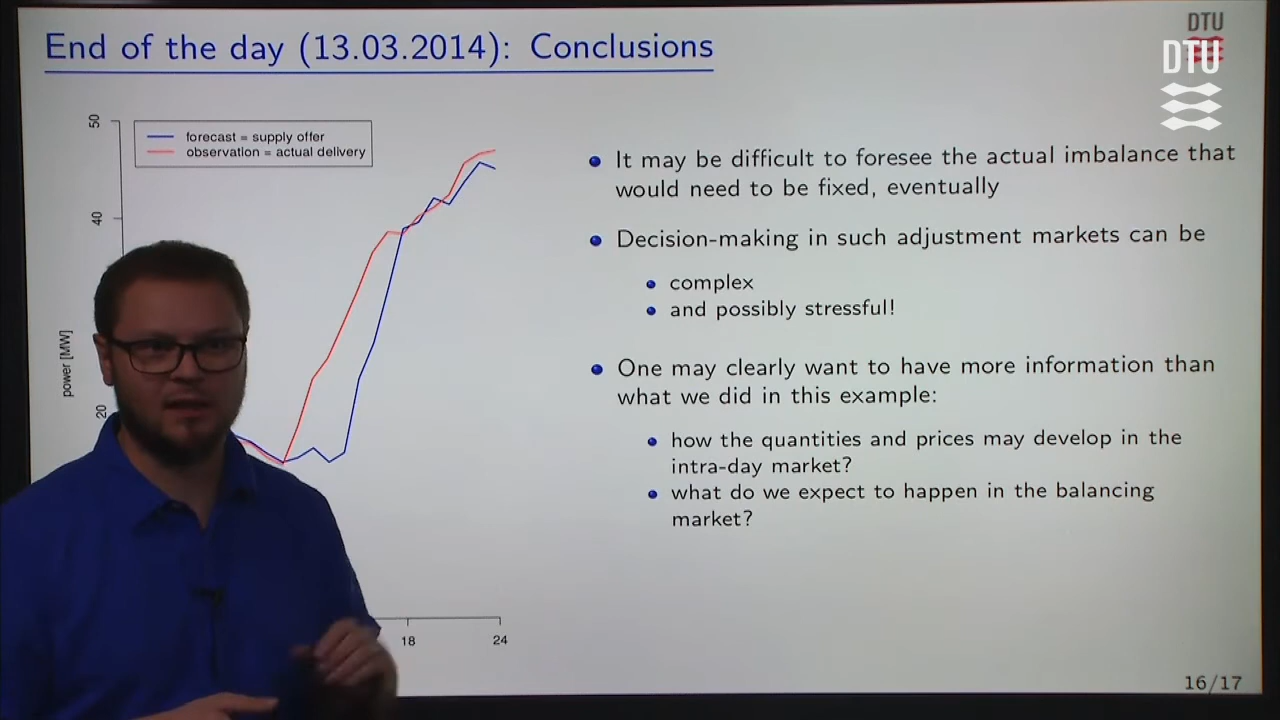 End of the day (13.03.2014): Conclusions
DTU
DTU
50
forecast = supply offer
observation = actual delivery
40
power [MW]
20
18
24
It may be difficult to foresee the actual imbalance that
would need to be fixed, eventually
Decision-making in such adjustment markets can be
complex
and possibly stressful!
One may clearly want to have more information than
what we did in this example:
how the quantities and prices may develop in the
intra-day market?
what do we expect to happen in the balancing
market?
16/17